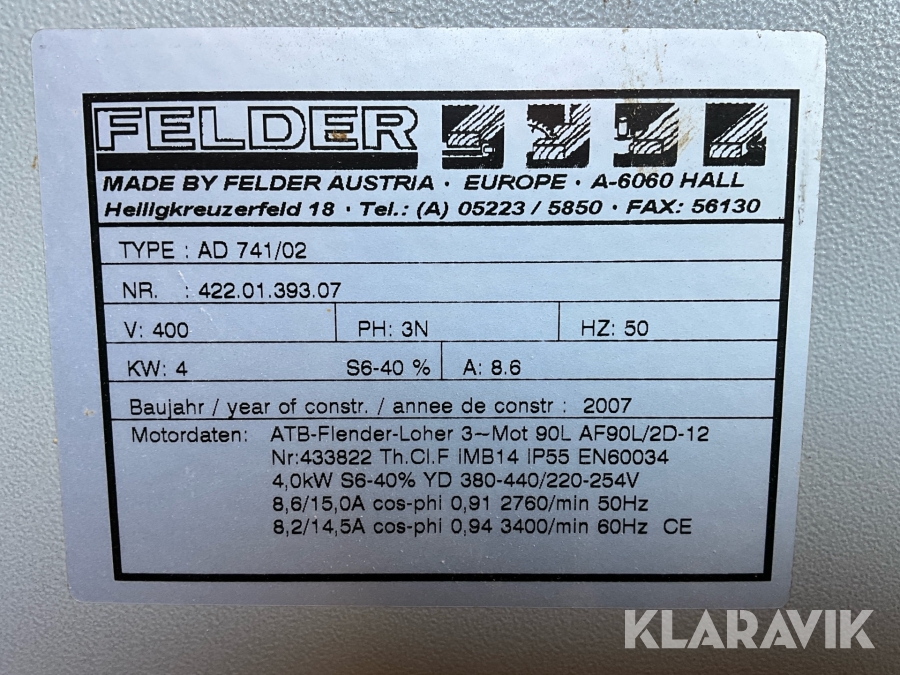 FELDER
MADE BY FELDER AUSTRIA · EUROPE · A-6060 HALL
Heiligkreuzerfeld 18 · Tel.: (A) 05223 / 5850 · FAX: 56130
TYPE : AD 741/02
NR. : 422.01.393.07
V: 400 PH: 3N HZ: 50
KW: 4 S6-40 % A: 8.6
Baujahr / year of constr. / annee de constr : 2007
Motordaten: ATB-Flender-Loher 3~Mot 90L AF90L/2D-12
Nr:433822 Th.Cl.F IMB14 IP55 EN60034
4,0kW S6-40% YD 380-440/220-254V
8,6/15,0A cos-phi 0,91 2760/min 50Hz
8,2/14,5A cos-phi 0,94 3400/min 60Hz CE
KLARAVIK